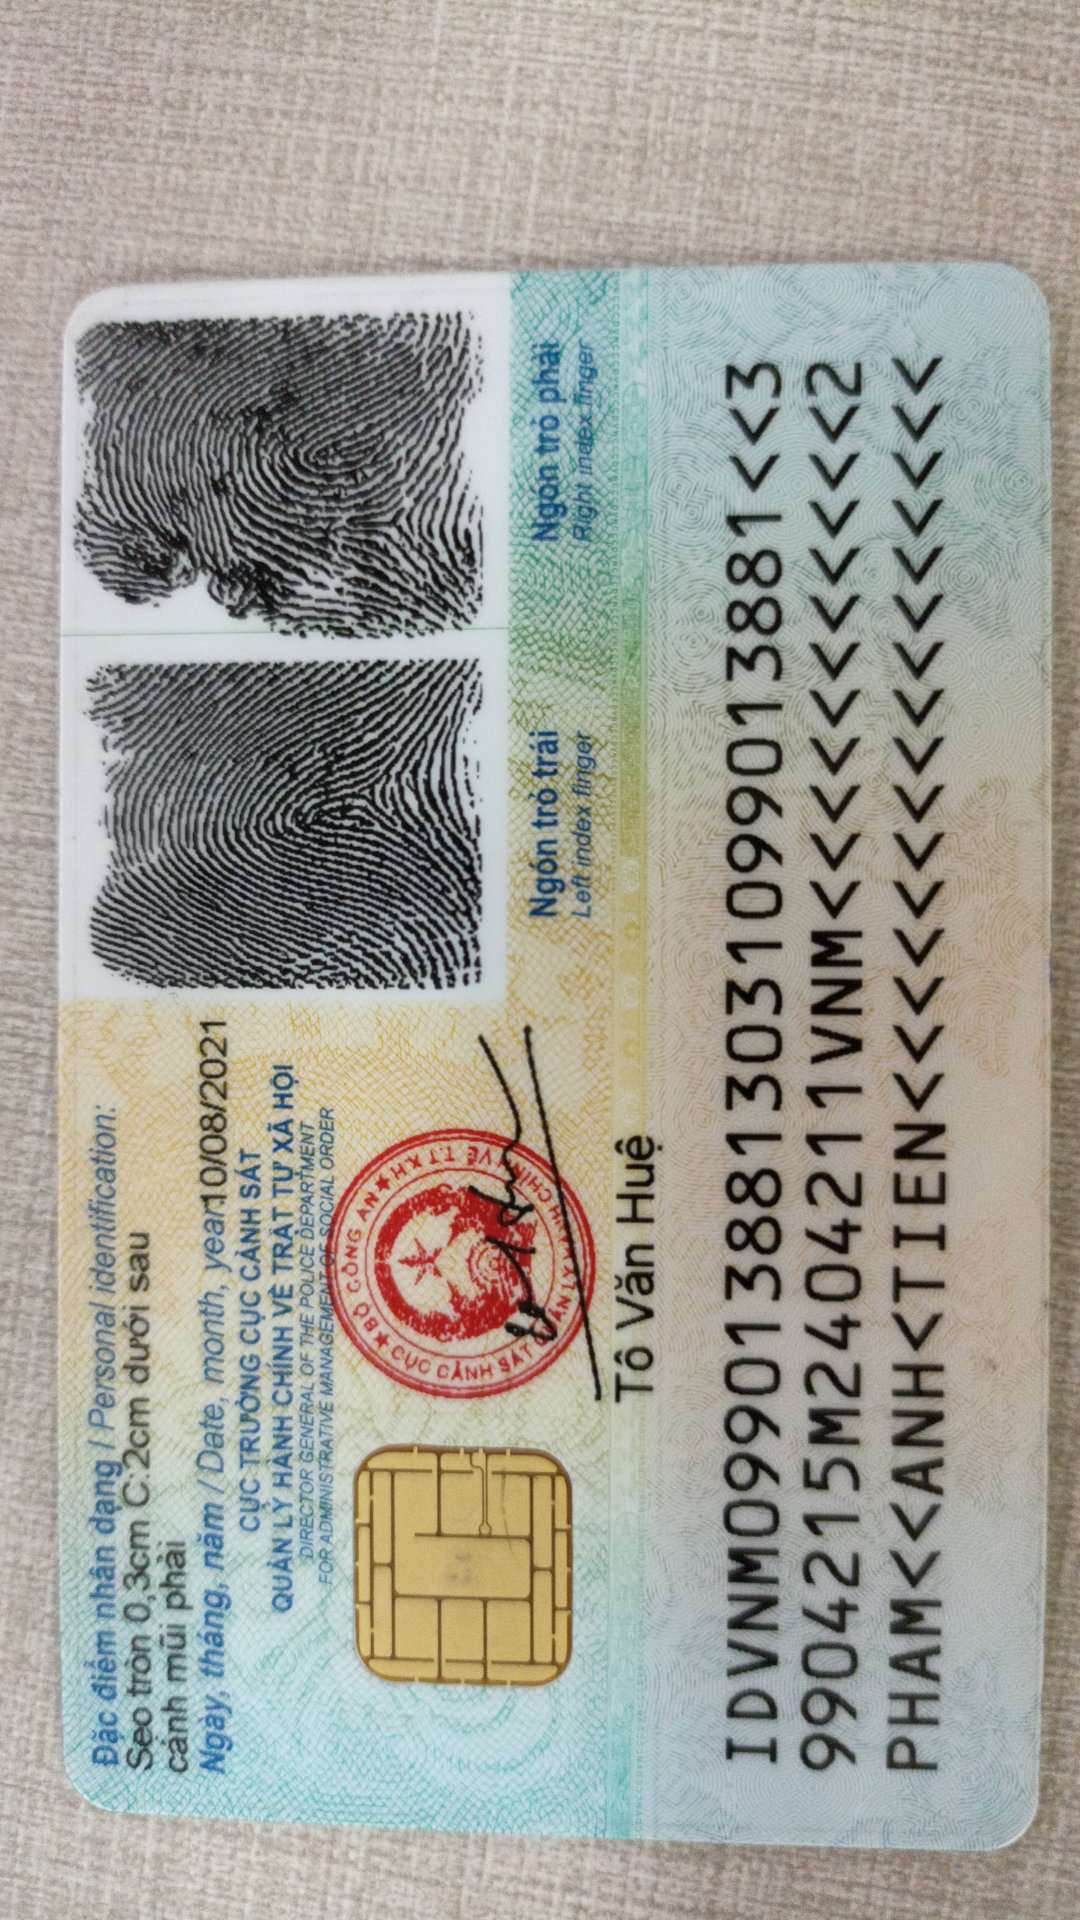 Đặc điểm nhân dạng / Personal identification:
Sẹo tròn 0,3cm C:2cm dưới sau
cánh mũi phải
Ngày, tháng, năm / Date, month, year:10/08/2021
CỤC TRƯỞNG CỤC CẢNH SÁT
QUẢN LÝ HÀNH CHÍNH VỀ TRẬT TỰ XÃ HỘI
DIRECTOR GENERAL OF THE POLICE DEPARTMENT
FOR ADMINISTRATIVE MANAGEMENT OF SOCIAL ORDER
BỘ CÔNG AN
CỤC CẢNH SÁT QUẢN LÝ HÀNH CHÍNH VỀ T.T.XH
Tô Văn Huệ
Ngón trỏ trái
Left index finger
Ngón trỏ phải
Right index finger
IDVNM0990138813031099013881<<3
9904215M2404211VNM<<<<<<<<<<<2
PHAM<<ANH<TIEN<<<<<<<<<<<<<<<<